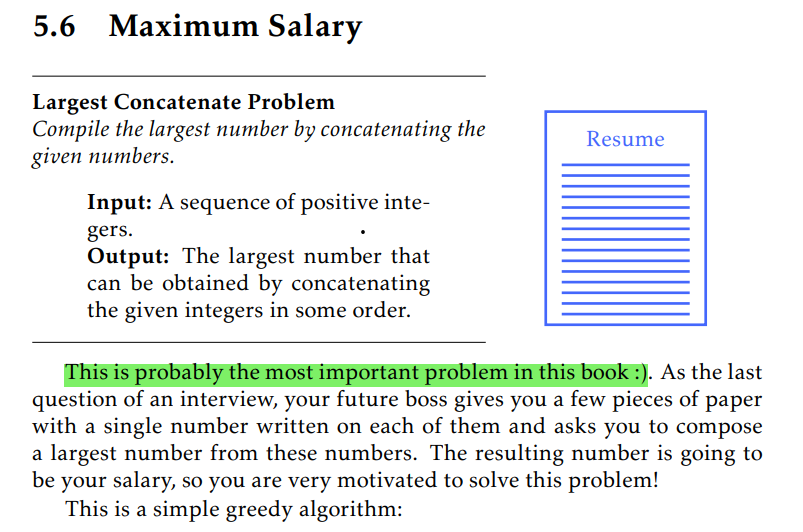 5.6 Maximum Salary
Largest Concatenate Problem
Compile the largest number by concatenating the
given numbers.
Input: A sequence of positive inte-
gers.
Output: The largest number that
can be obtained by concatenating
the given integers in some order.
Resume
This is probably the most important problem in this book :). As the last
question of an interview, your future boss gives you a few pieces of paper
with a single number written on each of them and asks you to compose
a largest number from these numbers. The resulting number is going to
be your salary, so you are very motivated to solve this problem!
This is a simple greedy algorithm: